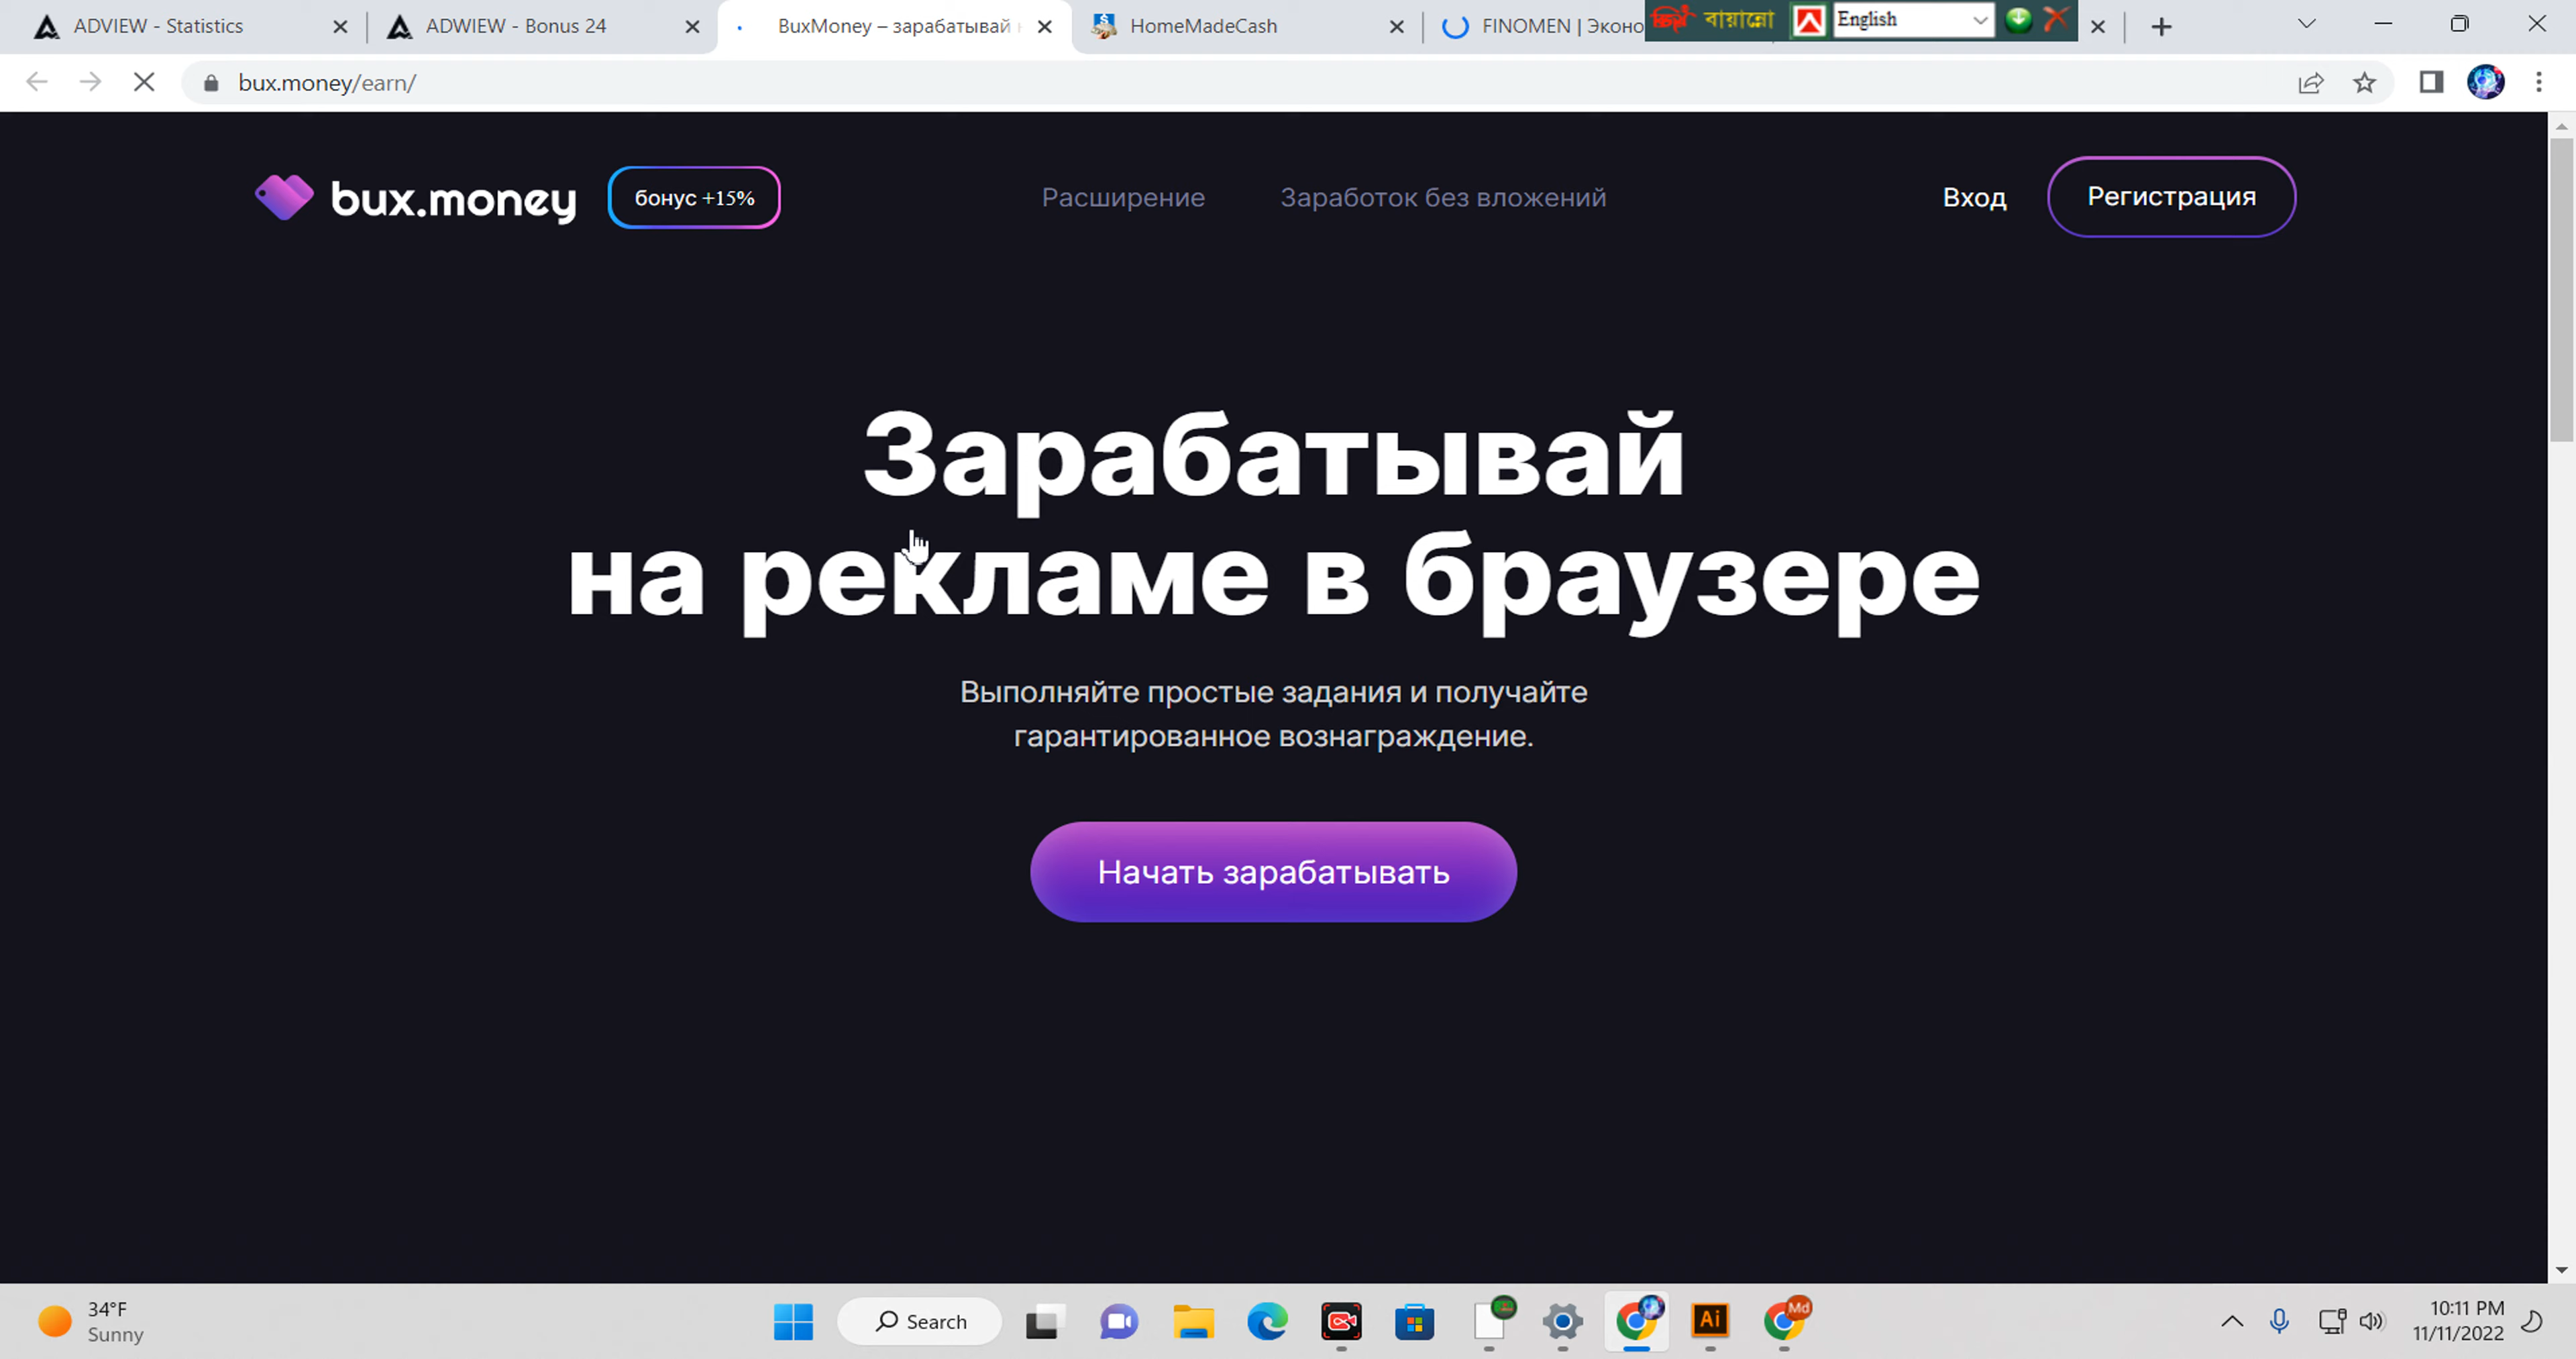 ADVIEW - Statistics
ADWIEW - Bonus 24
BuxMoney – зарабатывай
HomeMadeCash
FINOMEN | Эконо
বায়ান্নো
English
bux.money/earn/
bux.money
бонус +15%
Расширение
Заработок без вложений
Вход
Регистрация
Зарабатывай
на рекламе в браузере
Выполняйте простые задания и получайте
гарантированное вознаграждение.
Начать зарабатывать
34°F
Sunny
Search
Ai
Md
10:11 PM
11/11/2022